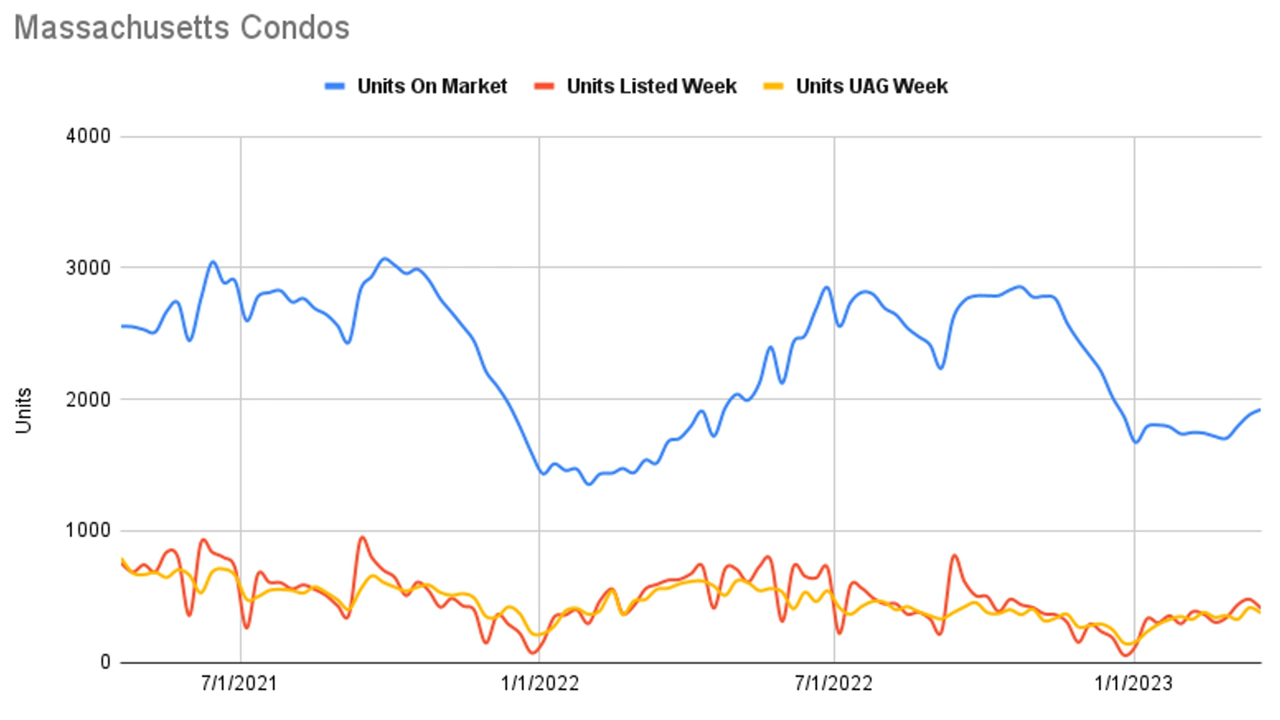 Massachusetts Condos
Units On Market Units Listed Week Units UAG Week
4000
3000
2000
1000
0
Units
7/1/2021 1/1/2022 7/1/2022 1/1/2023